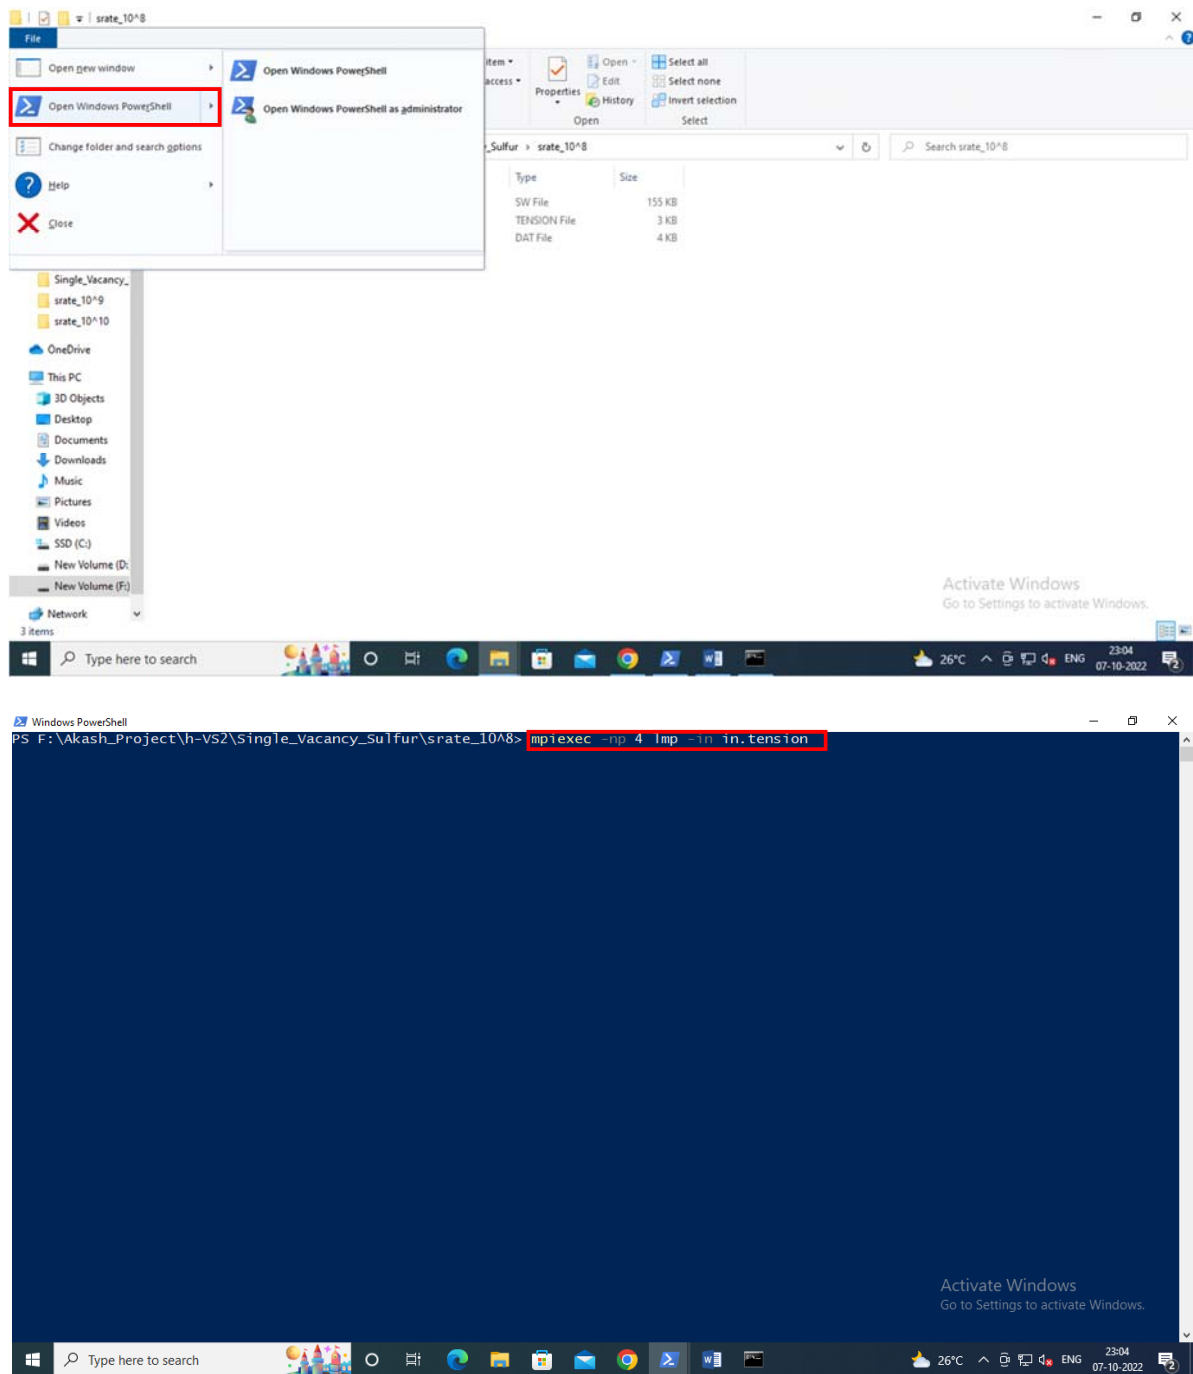 srate_10^8
File
Open new window
Open Windows PowerShell
Change folder and search options
Help
Close
Open Windows PowerShell
Open Windows PowerShell as administrator
item
access
Properties
Open
Edit
History
Open
Select all
Select none
Invert selection
Select
_Sulfur › srate_10^8
Search srate_10^8
Type Size
SW File 155 KB
TENSION File 3 KB
DAT File 4 KB
Single_Vacancy_
srate_10^9
srate_10^10
OneDrive
This PC
3D Objects
Desktop
Documents
Downloads
Music
Pictures
Videos
SSD (C:)
New Volume (D:
New Volume (F:)
Network
3 items
Activate Windows
Go to Settings to activate Windows.
Type here to search
26°C ENG 23:04
07-10-2022
2
Windows PowerShell
PS F:\Akash_Project\h-VS2\Single_Vacancy_Sulfur\srate_10^8> mpiexec -np 4 lmp -in in.tension
Activate Windows
Go to Settings to activate Windows.
Type here to search
26°C ENG 23:04
07-10-2022
2